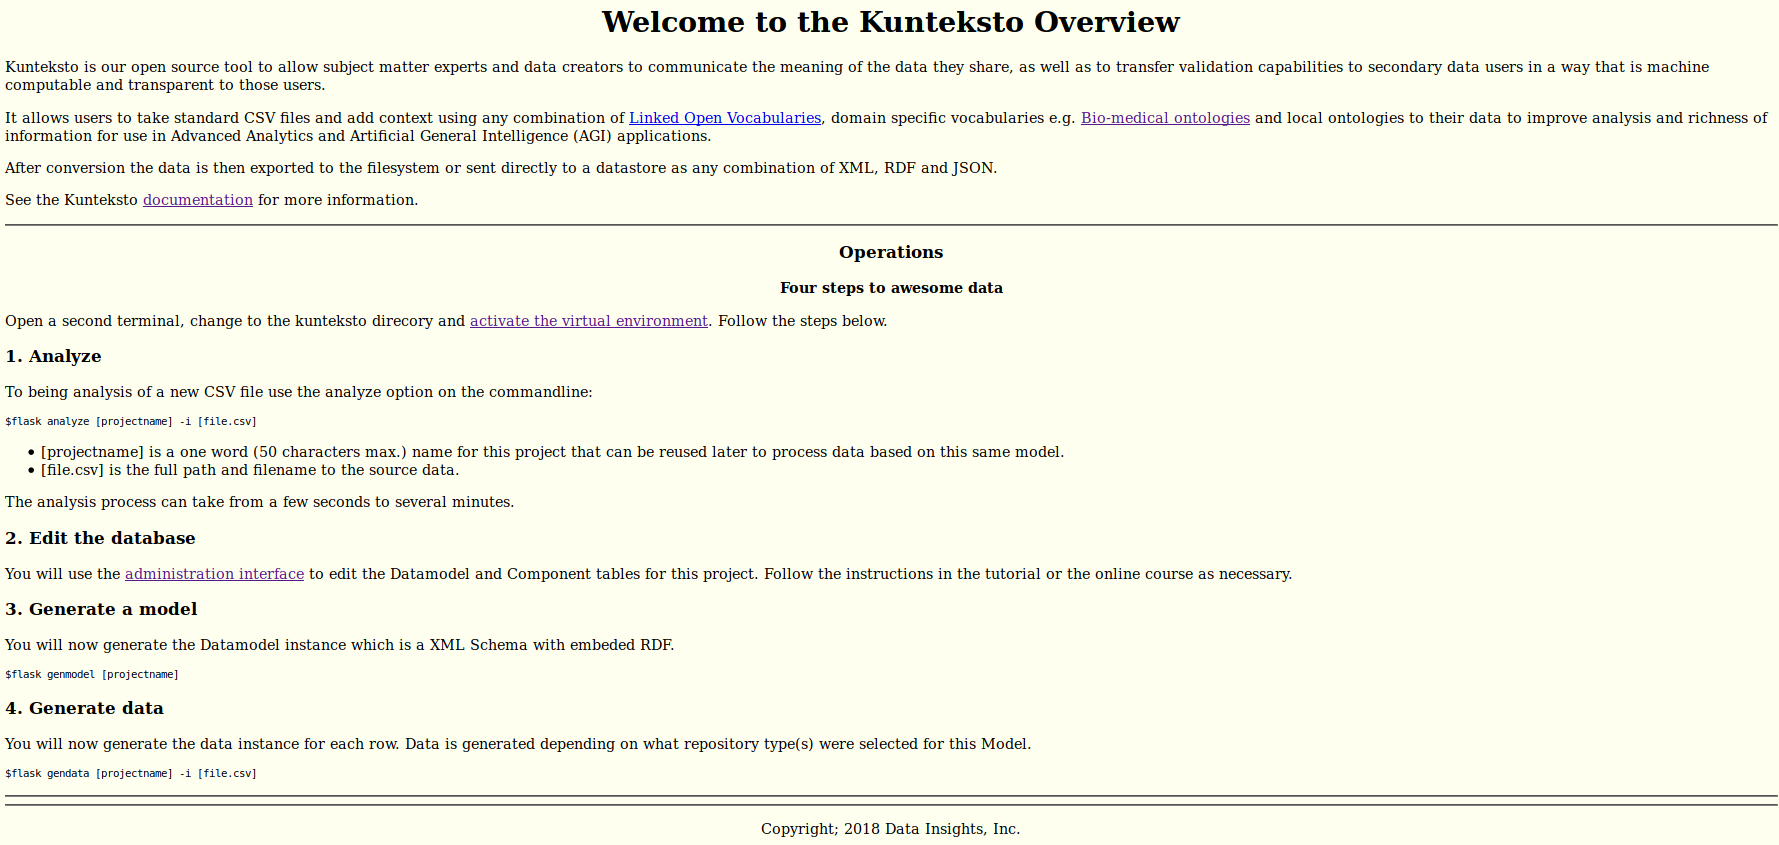 Welcome to the Kunteksto Overview
Kunteksto is our open source tool to allow subject matter experts and data creators to communicate the meaning of the data they share, as well as to transfer validation capabilities to secondary data users in a way that is machine
computable and transparent to those users.
It allows users to take standard CSV files and add context using any combination of Linked Open Vocabularies, domain specific vocabularies e.g. Bio-medical ontologies and local ontologies to their data to improve analysis and richness of
information for use in Advanced Analytics and Artificial General Intelligence (AGI) applications.
After conversion the data is then exported to the filesystem or sent directly to a datastore as any combination of XML, RDF and JSON.
See the Kunteksto documentation for more information.
Operations
Four steps to awesome data
Open a second terminal, change to the kunteksto direcory and activate the virtual environment. Follow the steps below.
1. Analyze
To being analysis of a new CSV file use the analyze option on the commandline:
$flask analyze [projectname] -i [file.csv]
• [projectname] is a one word (50 characters max.) name for this project that can be reused later to process data based on this same model.
• [file.csv] is the full path and filename to the source data.
The analysis process can take from a few seconds to several minutes.
2. Edit the database
You will use the administration interface to edit the Datamodel and Component tables for this project. Follow the instructions in the tutorial or the online course as necessary.
3. Generate a model
You will now generate the Datamodel instance which is a XML Schema with embeded RDF.
$flask genmodel [projectname]
4. Generate data
You will now generate the data instance for each row. Data is generated depending on what repository type(s) were selected for this Model.
$flask gendata [projectname] -i [file.csv]
Copyright; 2018 Data Insights, Inc.